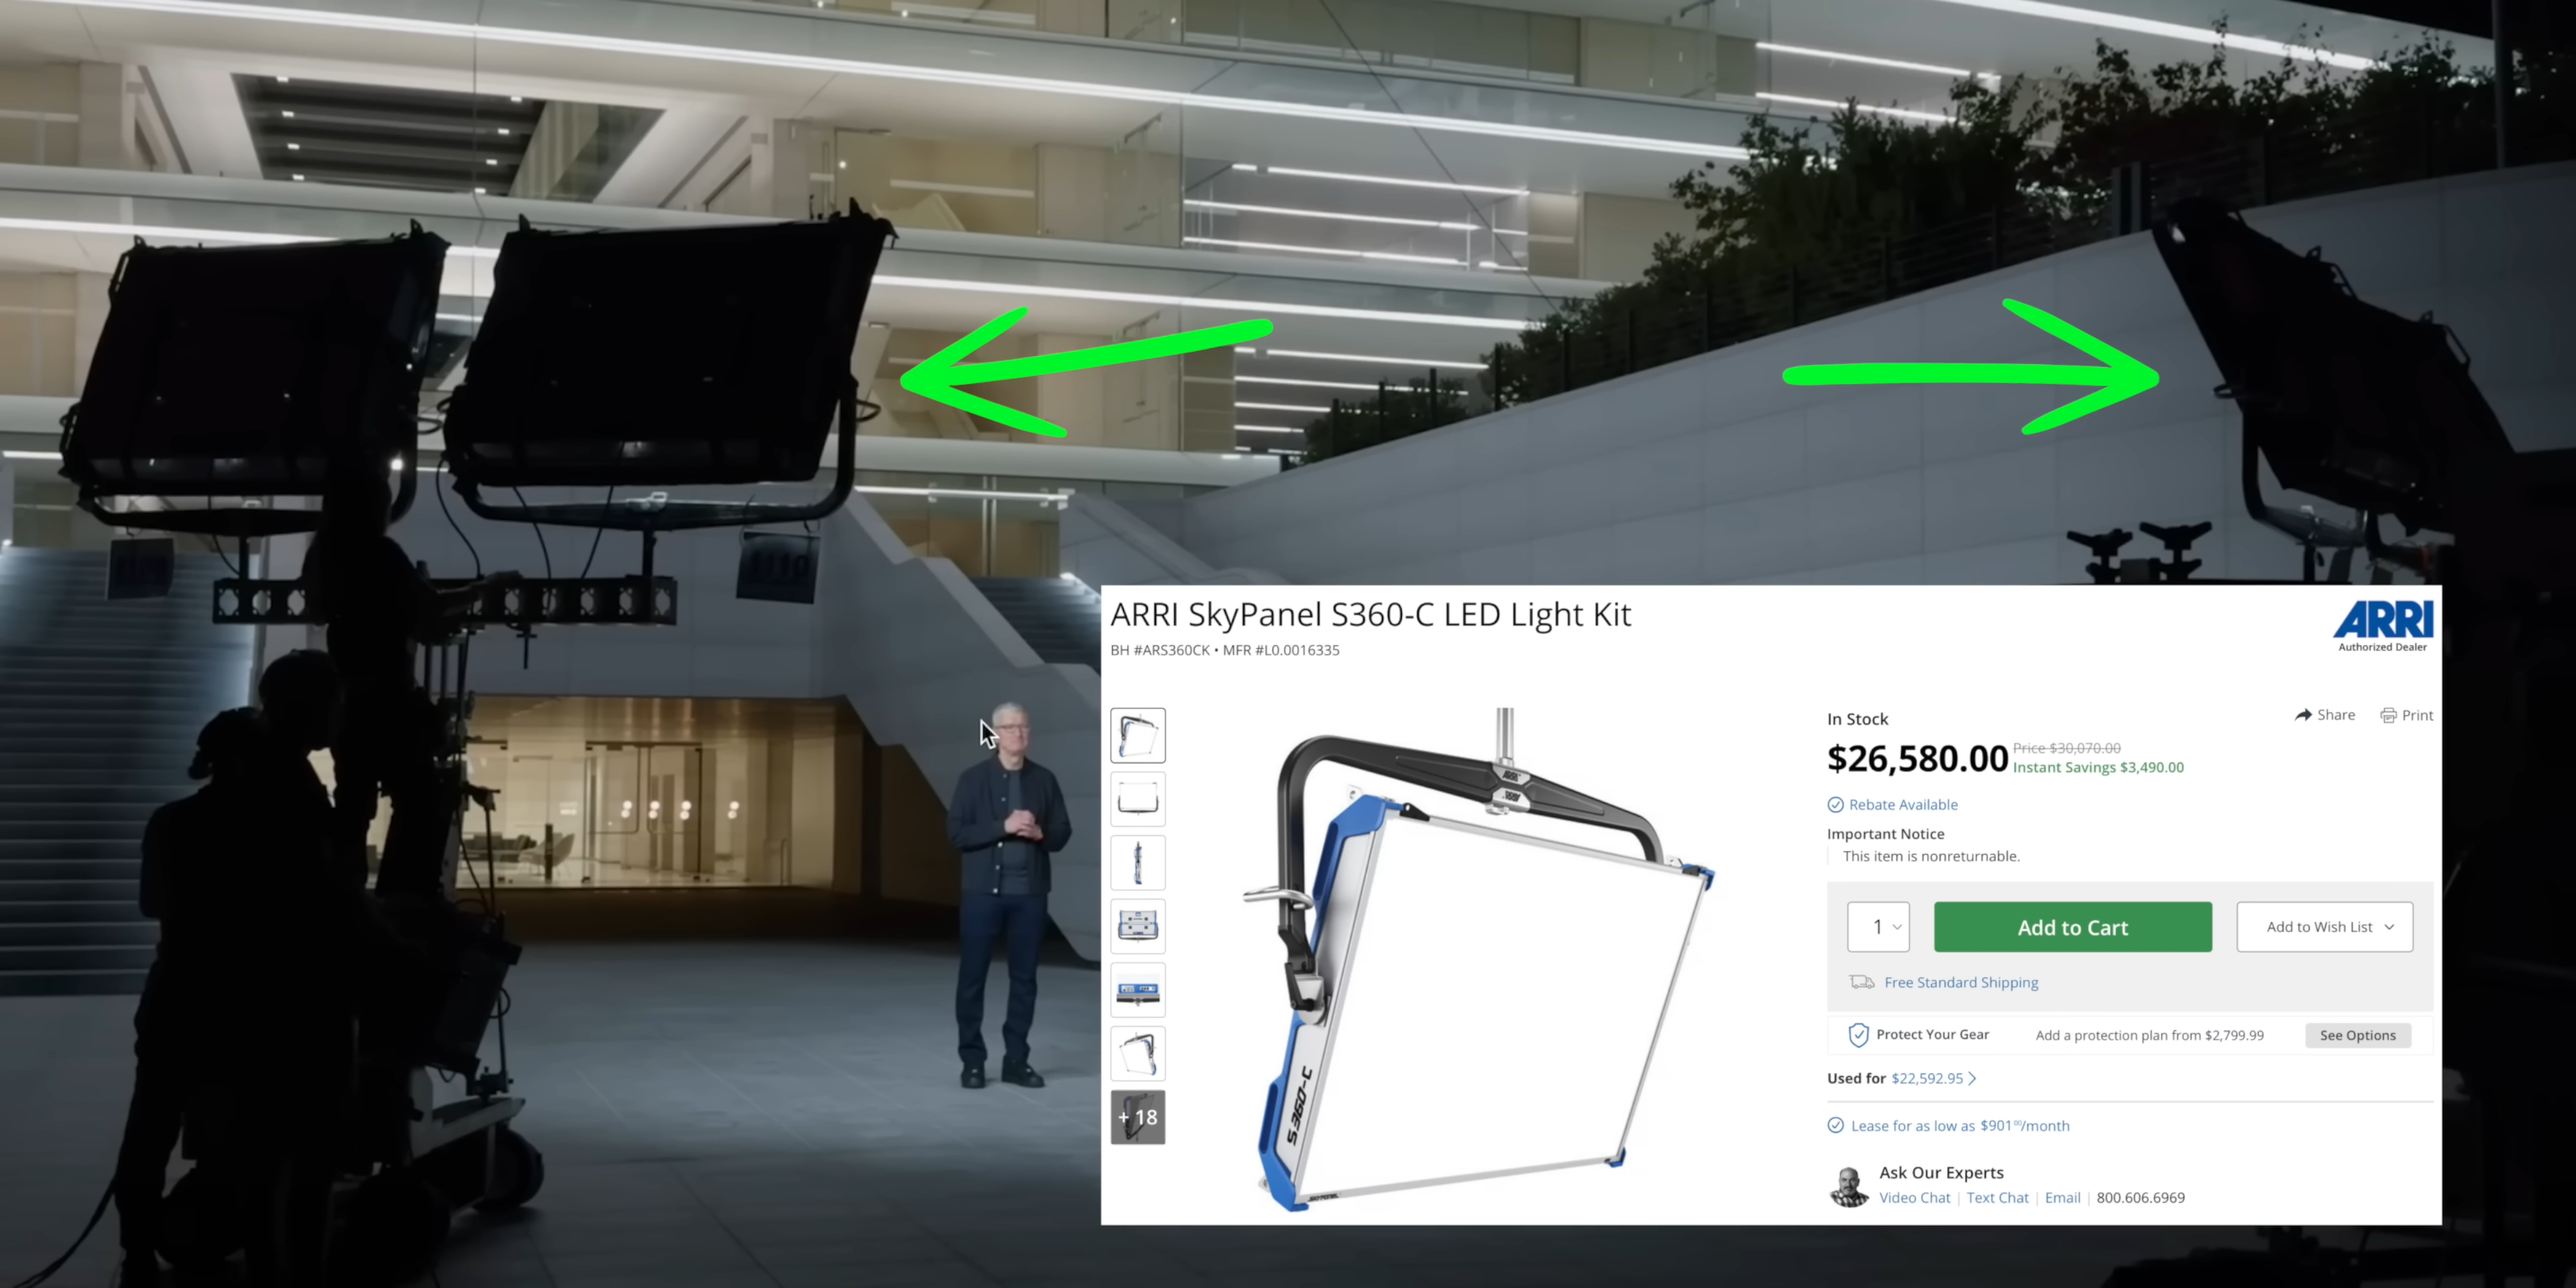 ARRI SkyPanel S360-C LED Light Kit
BH #ARS360CK • MFR #L0.0016335
ARRI
Authorized Dealer
In Stock
Share
Print
$26,580.00
Price $30,070.00
Instant Savings $3,490.00
Rebate Available
Important Notice
This item is nonreturnable.
1
Add to Cart
Add to Wish List
Free Standard Shipping
Protect Your Gear
Add a protection plan from $2,799.99
See Options
Used for $22,592.95
Lease for as low as $901⁰⁰/month
Ask Our Experts
Video Chat | Text Chat | Email | 800.606.6969
+ 18
S360-C
ARRI